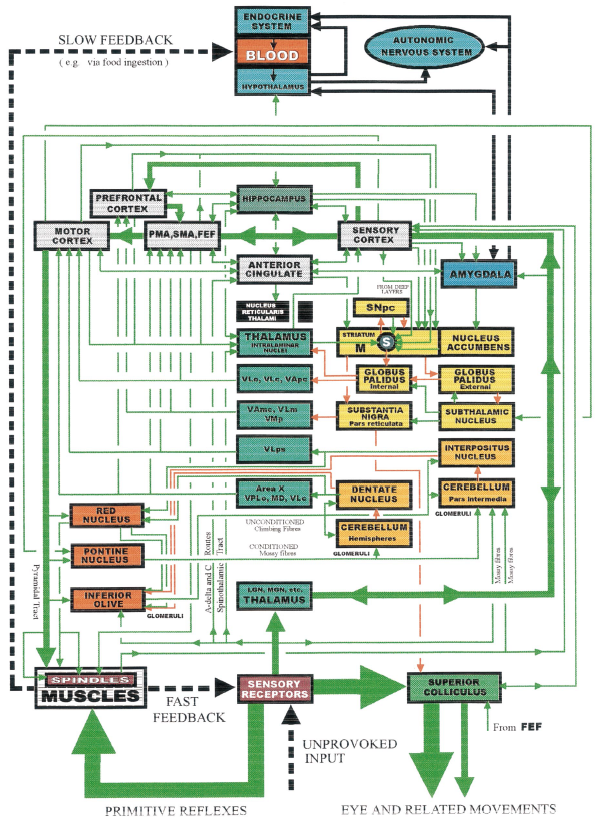 ENDOCRINE
SYSTEM
BLOOD
HYPOTHALAMUS
AUTONOMIC
NERVOUS SYSTEM
SLOW FEEDBACK
( e.g. via food ingestion )
PREFRONTAL
CORTEX
HIPPOCAMPUS
MOTOR
CORTEX
PMA,SMA,FEF
SENSORY
CORTEX
ANTERIOR
CINGULATE
AMYGDALA
FROM DEEP
LAYERS
NUCLEUS
RETICULARIS
THALAMI
SNpc
THALAMUS
INTRALAMINAR
NUCLEI
STRIATUM
M
S
NUCLEUS
ACCUMBENS
VLo, VLc, VApc
GLOBUS
PALIDUS
Internal
GLOBUS
PALIDUS
External
VAmc, VLm
VMp
SUBSTANTIA
NIGRA
Pars reticulata
SUBTHALAMIC
NUCLEUS
VLps
INTERPOSITUS
NUCLEUS
Area X
VPLo, MD, VLc
DENTATE
NUCLEUS
CEREBELLUM
Pars intermedia
GLOMERULI
RED
NUCLEUS
UNCONDITIONED
Climbing Fibres
CEREBELLUM
Hemispheres
GLOMERULI
CONDITIONED
Mossy fibres
PONTINE
NUCLEUS
INFERIOR
OLIVE
GLOMERULI
Pyramidal Tract
A-delta and C Routes
Spinothalamic Tract
Mossy fibres
Mossy fibres
LGN, MGN, etc.
THALAMUS
SPINDLES
MUSCLES
FAST
FEEDBACK
SENSORY
RECEPTORS
SUPERIOR
COLLICULUS
From FEF
UNPROVOKED
INPUT
PRIMITIVE REFLEXES
EYE AND RELATED MOVEMENTS